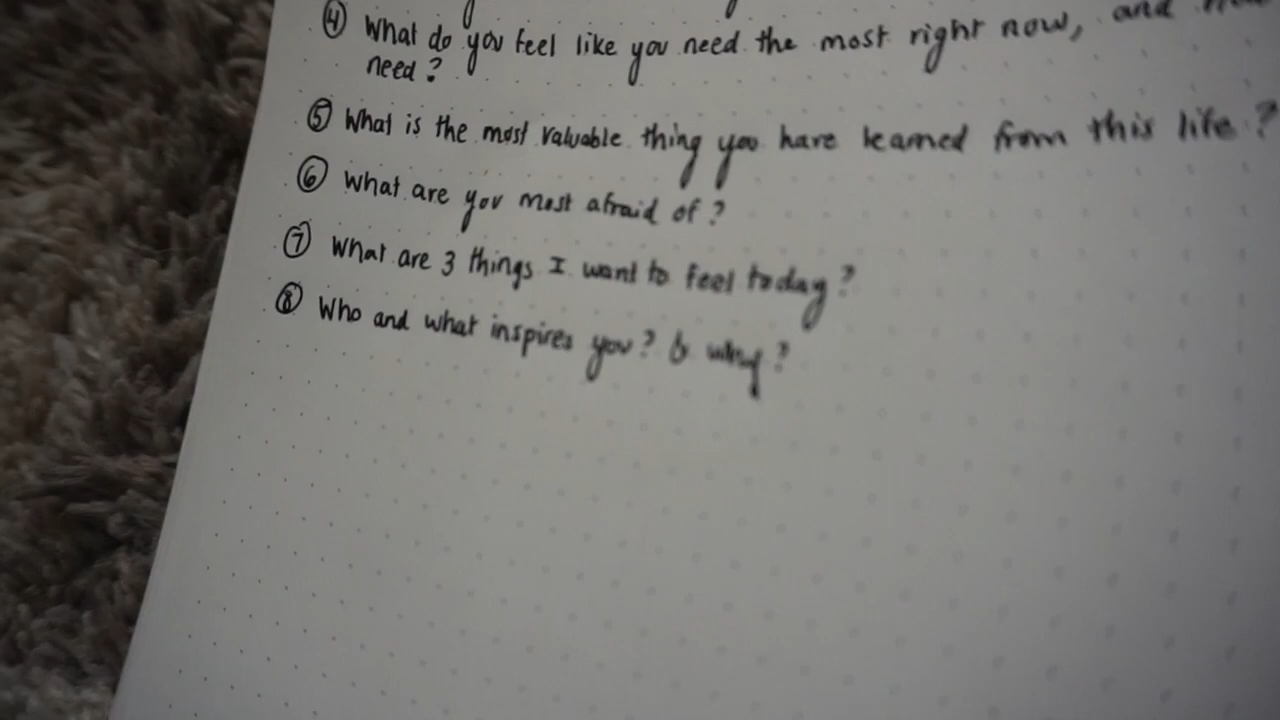 ④ What do you feel like you need the most right now, and
need?
⑤ What is the most valuable thing you have learned from this life?
⑥ What are you most afraid of?
⑦ What are 3 things I want to feel today?
⑧ Who and what inspires you? & why?